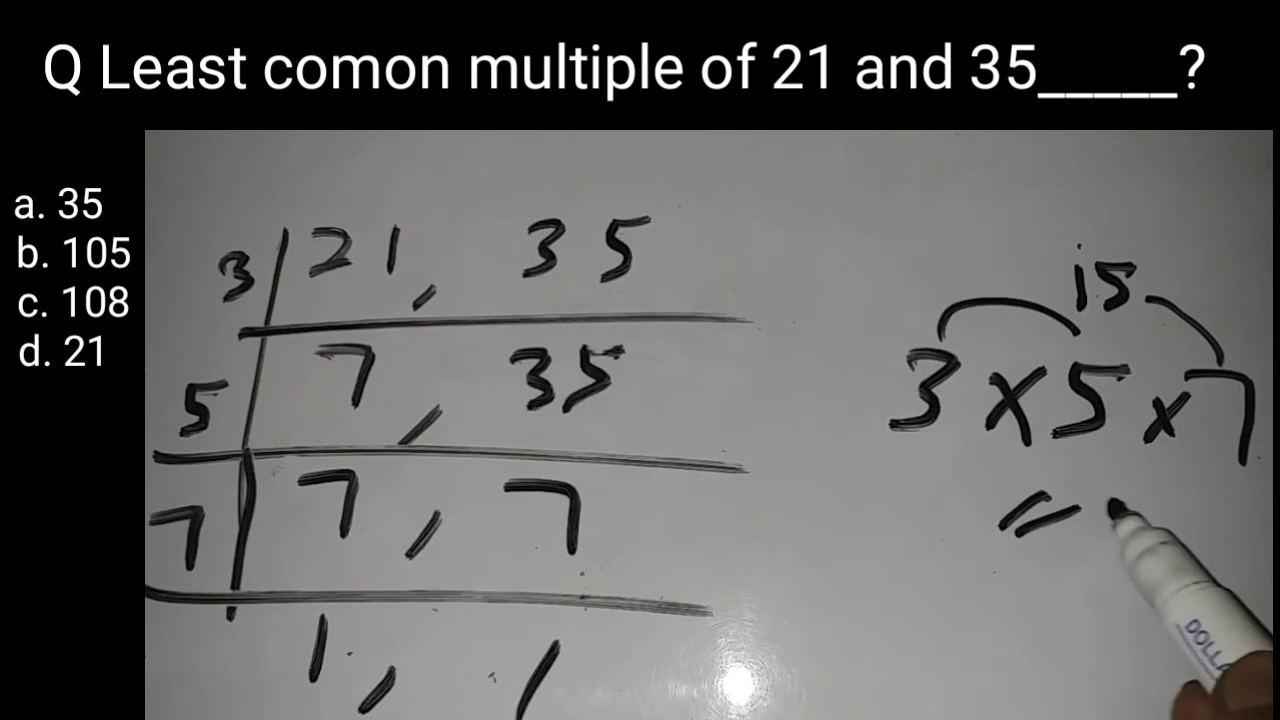 Q Least comon multiple of 21 and 35_____?
a. 35
b. 105
c. 108
d. 21
3 21, 35
5 7, 35
7 7, 7
1, 1
15
3 x 5 x 7
=
DOLLA